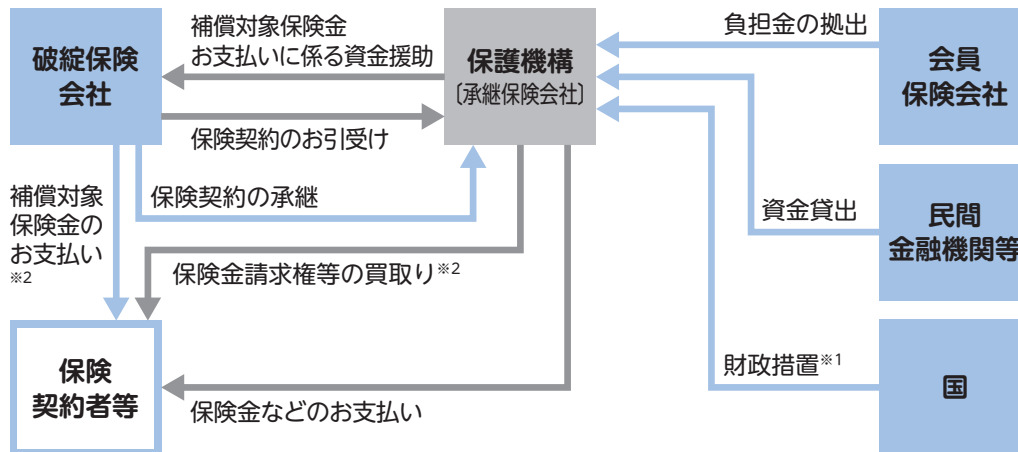 補償対象保険金
お支払いに係る資金援助
負担金の拠出
破綻保険
会社
保護機構
〔承継保険会社〕
会員
保険会社
保険契約のお引受け
補償対象
保険金の
お支払い
※2
保険契約の承継
資金貸出
民間
金融機関等
保険金請求権等の買取り※2
保険
契約者等
財政措置※1
国
保険金などのお支払い